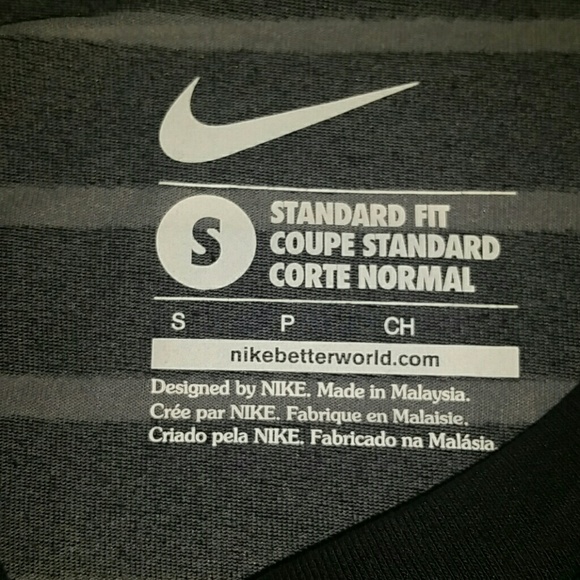 S
STANDARD FIT
COUPE STANDARD
CORTE NORMAL
S P CH
nikebetterworld.com
Designed by NIKE. Made in Malaysia.
Crée par NIKE. Fabrique en Malaisie.
Criado pela NIKE. Fabricado na Malásia.